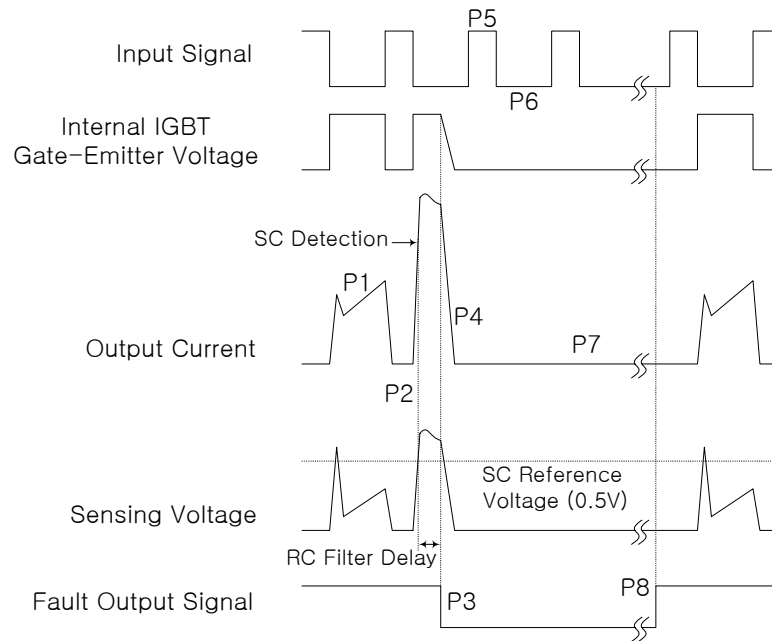 P5
Input Signal
P6
Internal IGBT
Gate-Emitter Voltage
SC Detection
P1
P4
Output Current
P7
P2
SC Reference
Voltage (0.5V)
Sensing Voltage
RC Filter Delay
Fault Output Signal
P3
P8